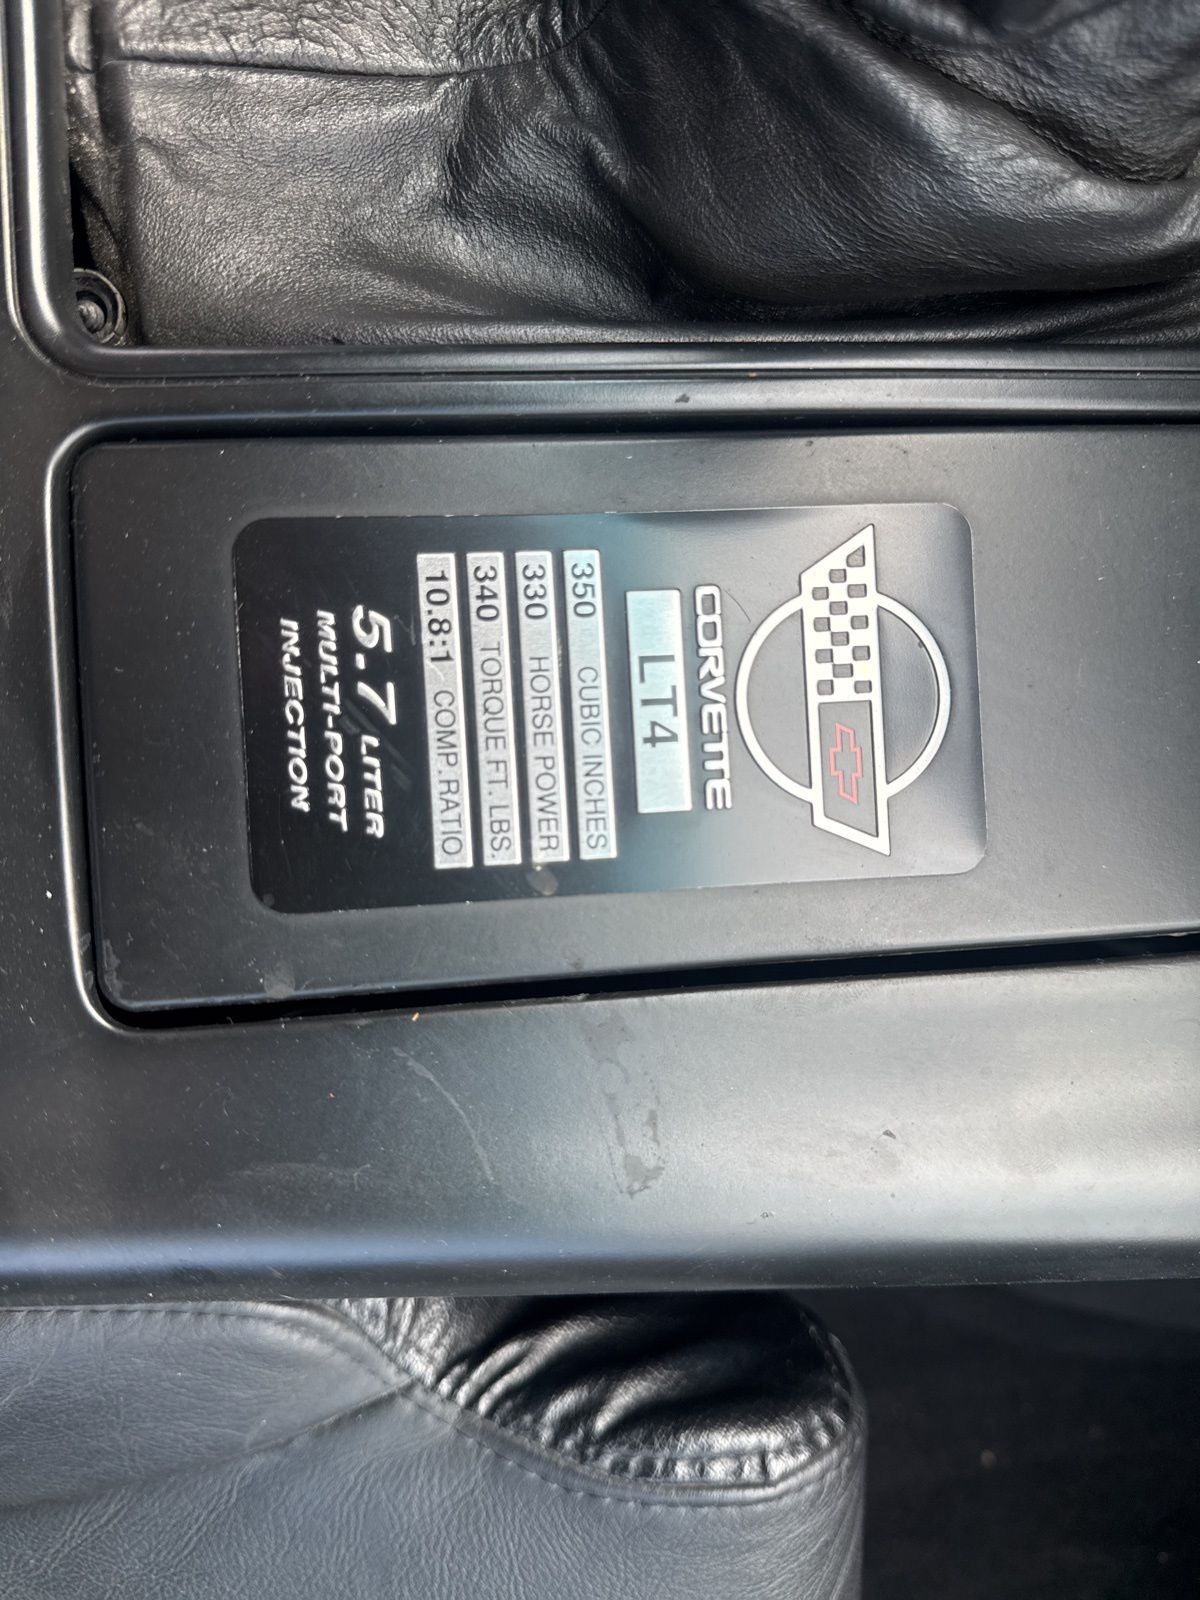 CORVETTE
LT4
350 CUBIC INCHES
330 HORSE POWER
340 TORQUE FT. LBS.
10.8:1 COMP. RATIO
5.7 LITER
MULTI-PORT
INJECTION